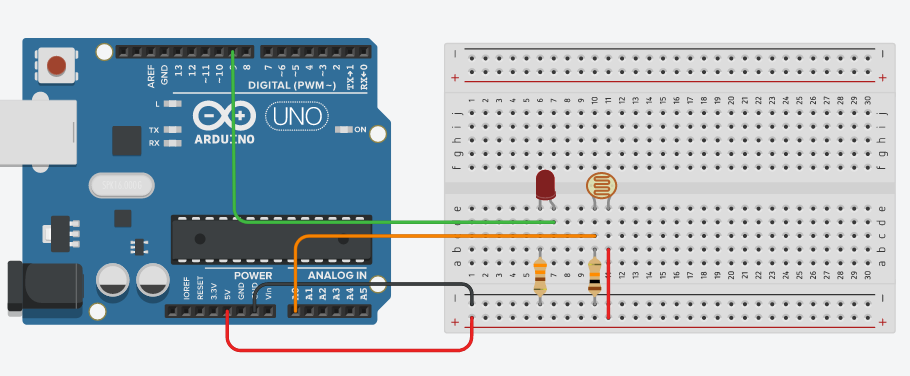 AREF
GND
13
12
~11
~10
9
8
7
~6
~5
4
~3
2
TX→1
RX←0
DIGITAL (PWM~)
L
TX
RX
UNO
ON
ARDUINO
POWER
ANALOG IN
IOREF
RESET
3.3V
5V
GND
GND
Vin
A0
A1
A2
A3
A4
A5
− −
+ +
1 2 3 4 5 6 7 8 9 10 11 12 13 14 15 16 17 18 19 20 21 22 23 24 25 26 27 28 29 30
j j
i i
h h
g g
f f
e e
d d
c c
b b
a a
1 2 3 4 5 6 7 8 9 10 11 12 13 14 15 16 17 18 19 20 21 22 23 24 25 26 27 28 29 30
− −
+ +